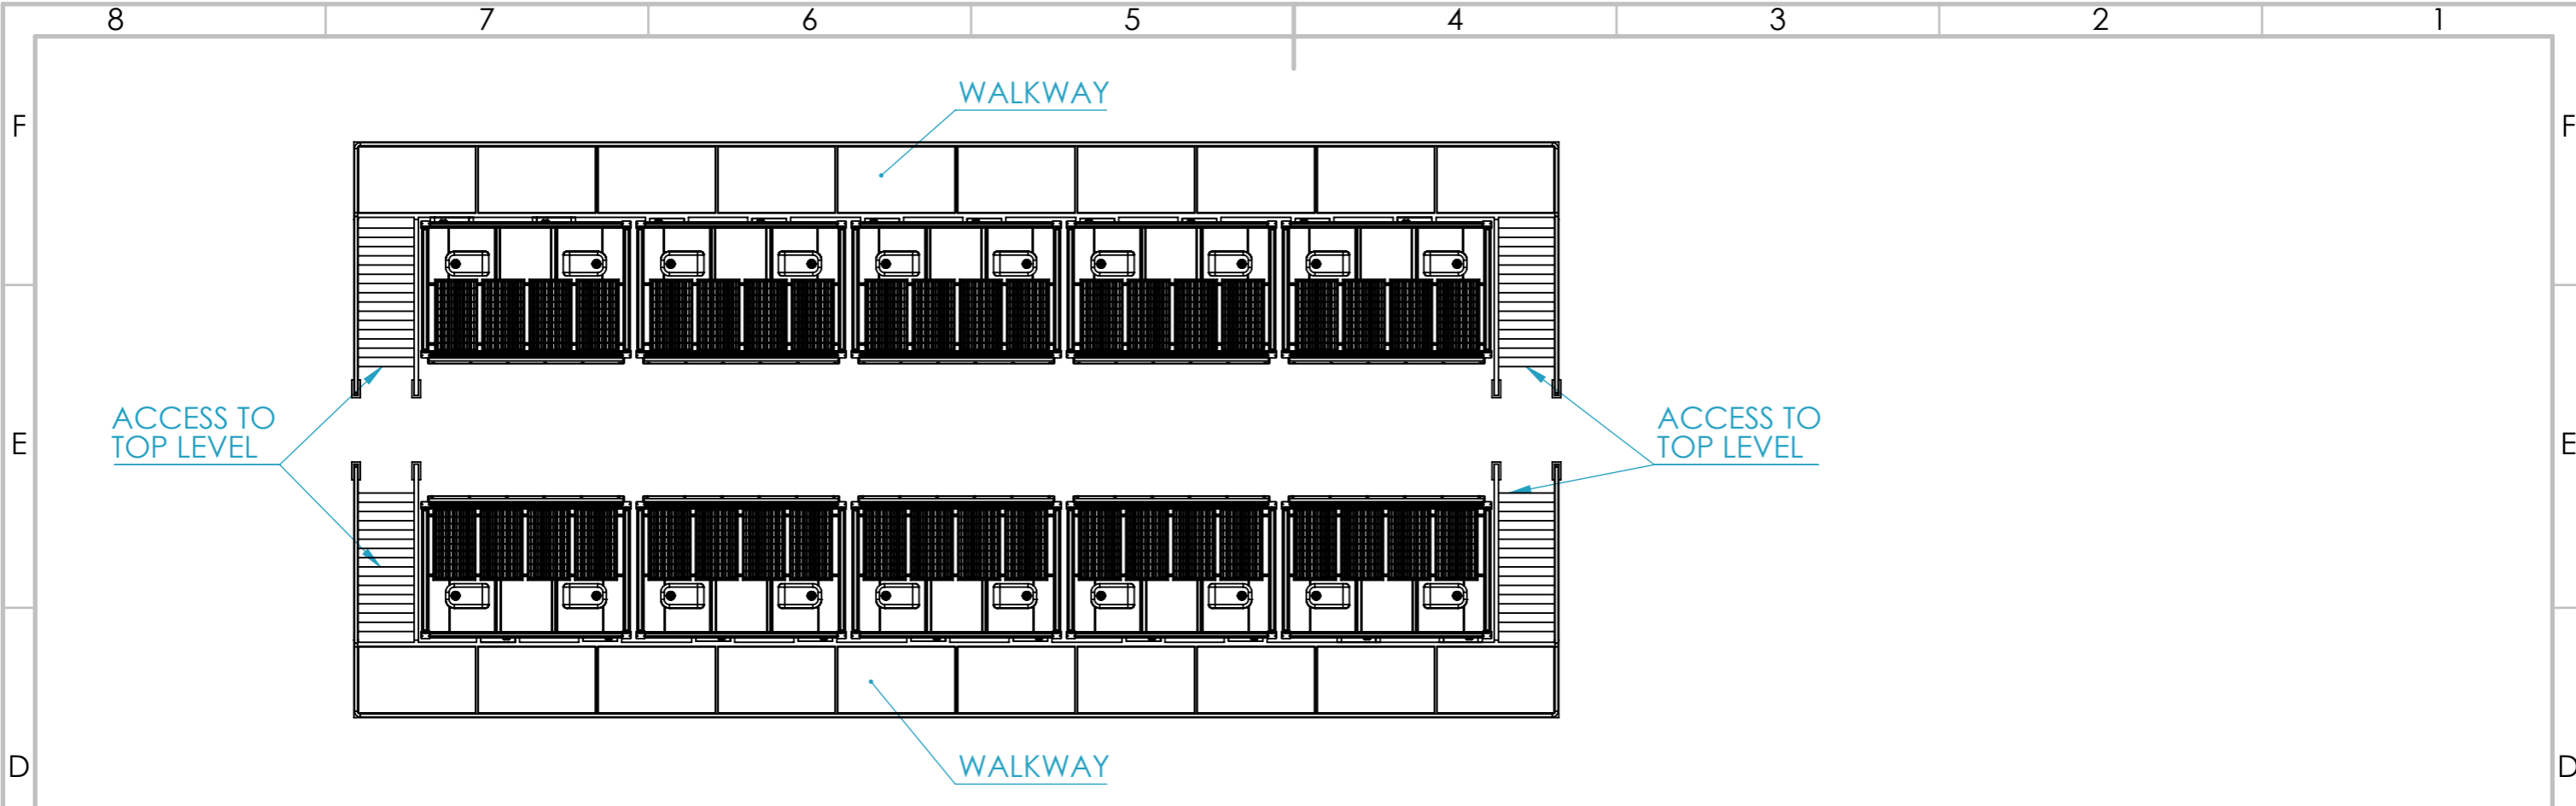 8 7 6 5 4 3 2 1
WALKWAY
F F
ACCESS TO
TOP LEVEL
ACCESS TO
TOP LEVEL
E E
WALKWAY
D D